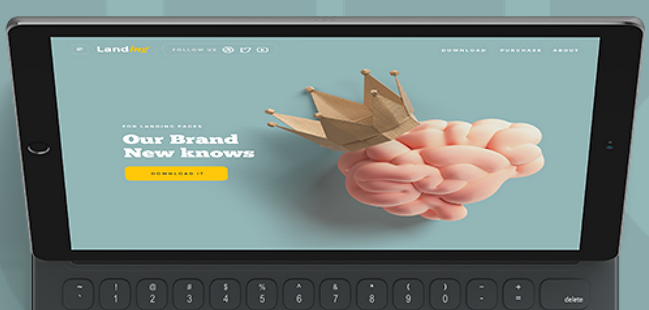 Landing
FOLLOW US
DOWNLOAD PURCHASE ABOUT
FOR LANDING PAGES
Our Brand
New knows
DOWNLOAD IT
~ ! @ # $ % ^ & * ( ) _ +
` 1 2 3 4 5 6 7 8 9 0 - = delete